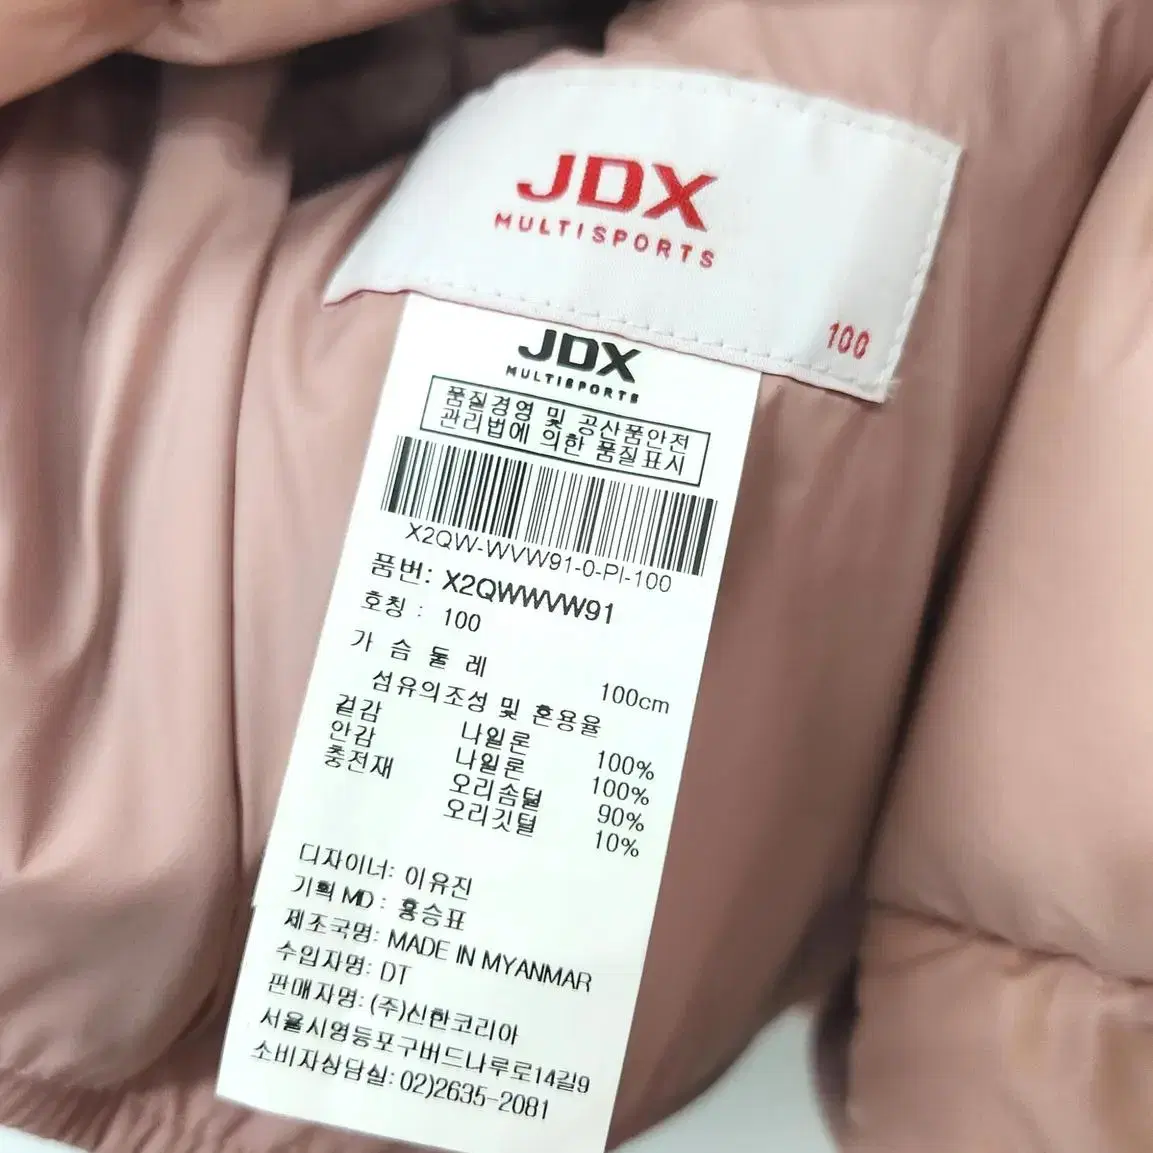 JDX
MULTISPORTS
100
JDX
MULTISPORTS
품질경영 및 공산품안전
관리법에 의한 품질표시
X2QW-WVW91-0-PI-100
품번: X2QWWVW91
호칭 : 100
가 슴 둘 레 100cm
섬유의조성 및 혼용율
겉감 나일론 100%
안감 나일론 100%
충전재 오리솜털 90%
오리깃털 10%
디자이너: 이유진
기획 MD : 홍승표
제조국명: MADE IN MYANMAR
수입자명: DT
판매자명: (주)신한코리아
서울시영등포구버드나루로14길9
소비자상담실: 02)2635-2081